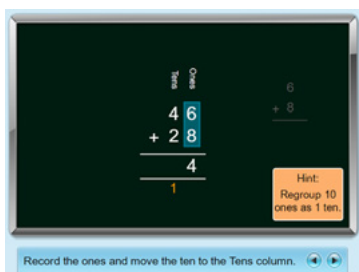 Tens Ones
4 6
+ 2 8
4
1
6
+ 8
Hint:
Regroup 10
ones as 1 ten.
Record the ones and move the ten to the Tens column.